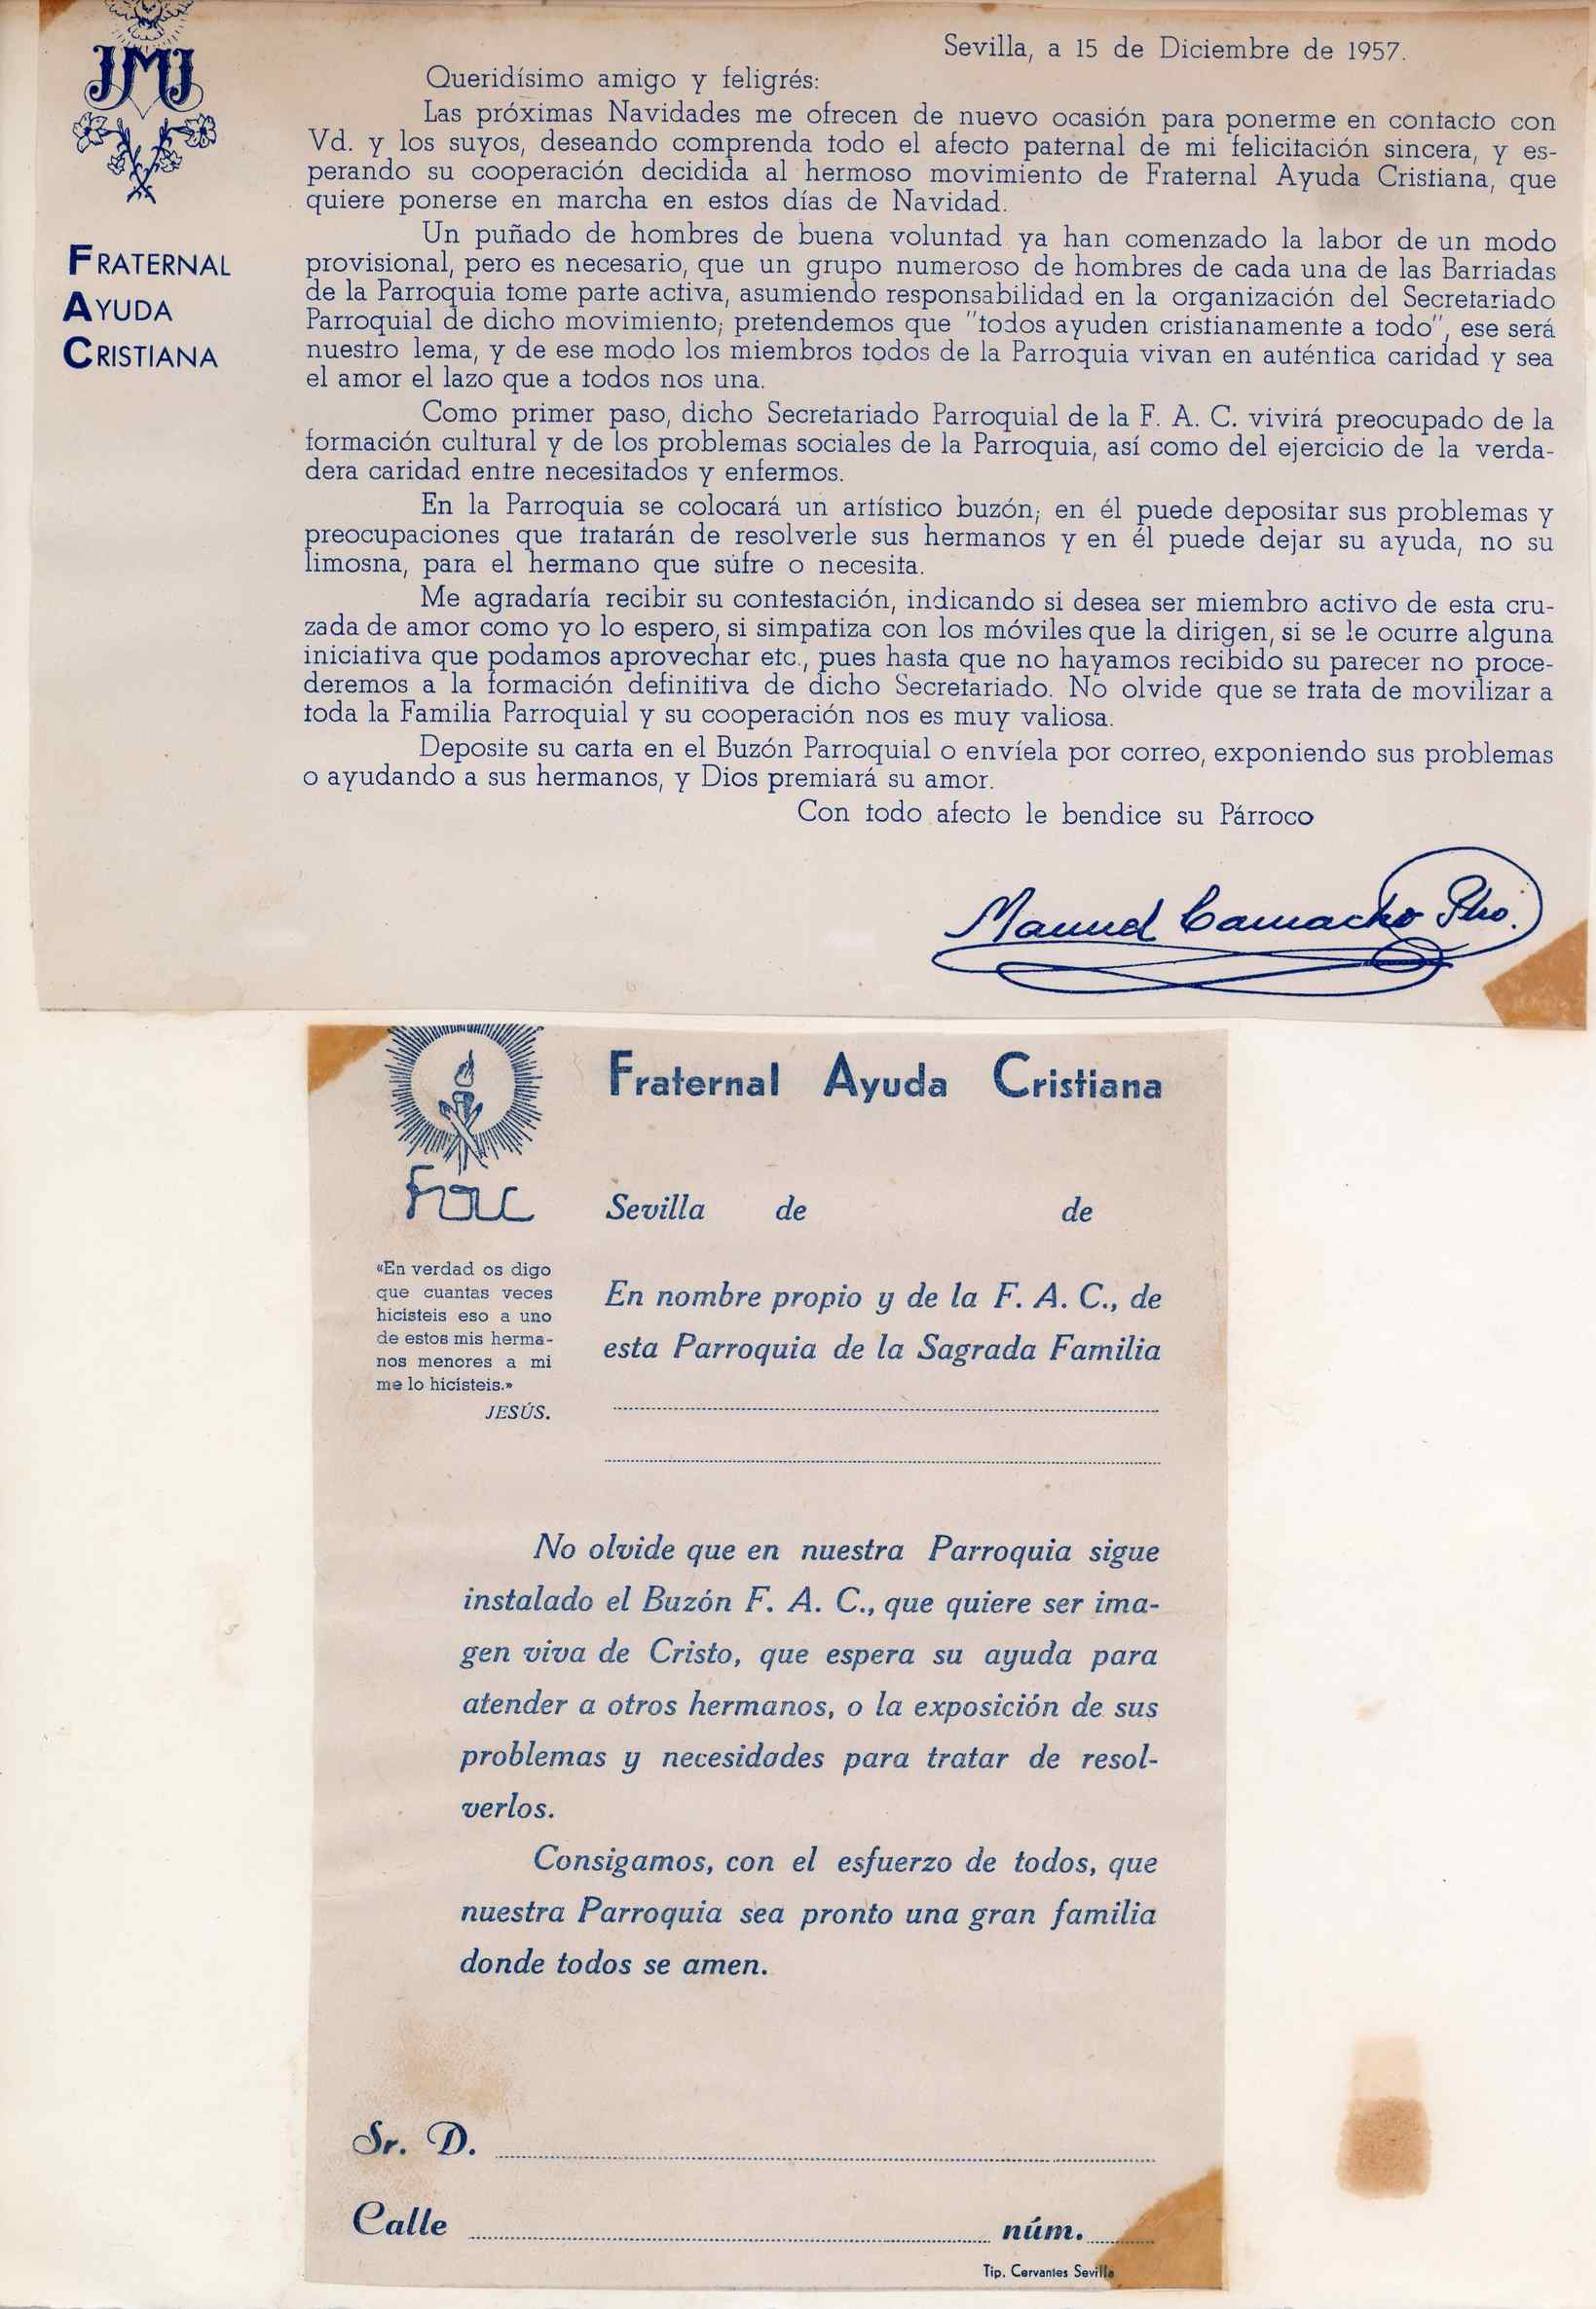 JMJ
FRATERNAL
AYUDA
CRISTIANA
Sevilla, a 15 de Diciembre de 1957.
Queridísimo amigo y feligrés:
Las próximas Navidades me ofrecen de nuevo ocasión para ponerme en contacto con
Vd. y los suyos, deseando comprenda todo el afecto paternal de mi felicitación sincera, y es-
perando su cooperación decidida al hermoso movimiento de Fraternal Ayuda Cristiana, que
quiere ponerse en marcha en estos días de Navidad.
Un puñado de hombres de buena voluntad ya han comenzado la labor de un modo
provisional, pero es necesario, que un grupo numeroso de hombres de cada una de las Barriadas
de la Parroquia tome parte activa, asumiendo responsabilidad en la organización del Secretariado
Parroquial de dicho movimiento; pretendemos que "todos ayuden cristianamente a todo", ese será
nuestro lema, y de ese modo los miembros todos de la Parroquia vivan en auténtica caridad y sea
el amor el lazo que a todos nos una.
Como primer paso, dicho Secretariado Parroquial de la F. A. C. vivirá preocupado de la
formación cultural y de los problemas sociales de la Parroquia, así como del ejercicio de la verda-
dera caridad entre necesitados y enfermos.
En la Parroquia se colocará un artístico buzón; en él puede depositar sus problemas y
preocupaciones que tratarán de resolverle sus hermanos y en él puede dejar su ayuda, no su
limosna, para el hermano que sufre o necesita.
Me agradaría recibir su contestación, indicando si desea ser miembro activo de esta cru-
zada de amor como yo lo espero, si simpatiza con los móviles que la dirigen, si se le ocurre alguna
iniciativa que podamos aprovechar etc., pues hasta que no hayamos recibido su parecer no proce-
deremos a la formación definitiva de dicho Secretariado. No olvide que se trata de movilizar a
toda la Familia Parroquial y su cooperación nos es muy valiosa.
Deposite su carta en el Buzón Parroquial o envíela por correo, exponiendo sus problemas
o ayudando a sus hermanos, y Dios premiará su amor.
Con todo afecto le bendice su Párroco
Manuel Camacho Pbro.
Fraternal Ayuda Cristiana
FAC
Sevilla de de
«En verdad os digo
que cuantas veces
hicísteis eso a uno
de estos mis herma-
nos menores a mi
me lo hicísteis.»
JESÚS.
En nombre propio y de la F. A. C., de
esta Parroquia de la Sagrada Familia
No olvide que en nuestra Parroquia sigue
instalado el Buzón F. A. C., que quiere ser ima-
gen viva de Cristo, que espera su ayuda para
atender a otros hermanos, o la exposición de sus
problemas y necesidades para tratar de resol-
verlos.
Consigamos, con el esfuerzo de todos, que
nuestra Parroquia sea pronto una gran familia
donde todos se amen.
Sr. D.
Calle núm.
Tip. Cervantes Sevilla